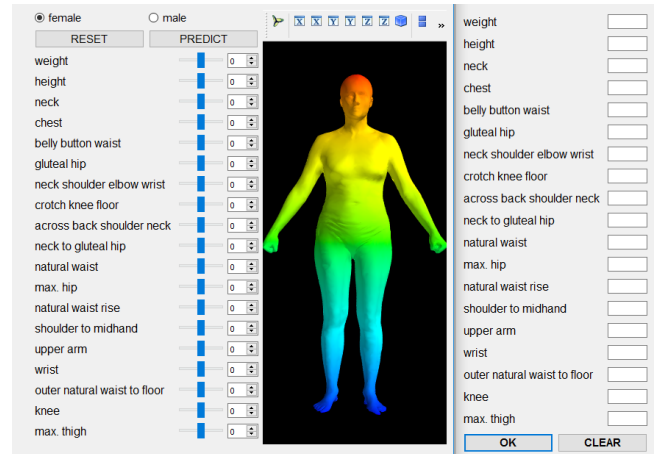 female male
RESET PREDICT
X X Y Y Z Z »
weight 0
height 0
neck 0
chest 0
belly button waist 0
gluteal hip 0
neck shoulder elbow wrist 0
crotch knee floor 0
across back shoulder neck 0
neck to gluteal hip 0
natural waist 0
max. hip 0
natural waist rise 0
shoulder to midhand 0
upper arm 0
wrist 0
outer natural waist to floor 0
knee 0
max. thigh 0
weight
height
neck
chest
belly button waist
gluteal hip
neck shoulder elbow wrist
crotch knee floor
across back shoulder neck
neck to gluteal hip
natural waist
max. hip
natural waist rise
shoulder to midhand
upper arm
wrist
outer natural waist to floor
knee
max. thigh
OK CLEAR